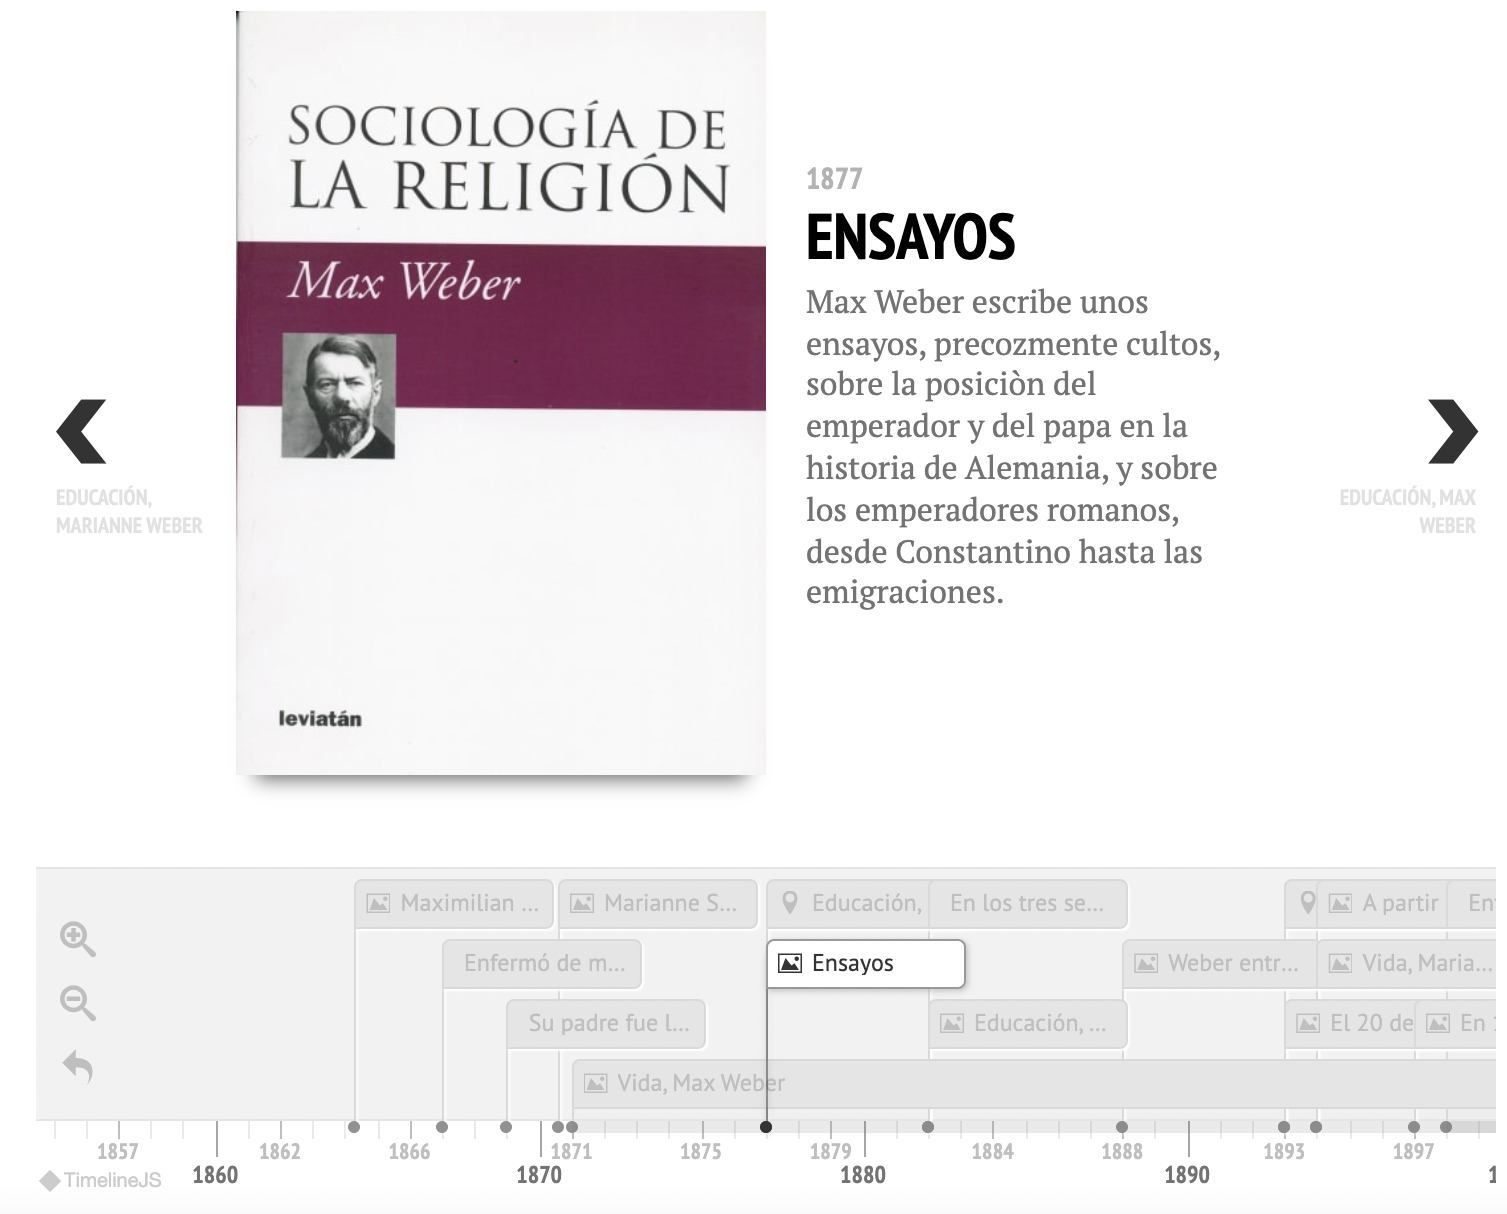 SOCIOLOGÍA DE
LA RELIGIÓN
Max Weber
leviatán
1877
ENSAYOS
Max Weber escribe unos
ensayos, precozmente cultos,
sobre la posiciòn del
emperador y del papa en la
historia de Alemania, y sobre
los emperadores romanos,
desde Constantino hasta las
emigraciones.
EDUCACIÓN,
MARIANNE WEBER
EDUCACIÓN, MAX
WEBER
Maximilian ...
Marianne S...
Educación,
En los tres se...
A partir
En
Enfermó de m...
Ensayos
Weber entr...
Vida, Maria...
Su padre fue l...
Educación, ...
El 20 de
En 1
Vida, Max Weber
1857
1862
1866
1871
1875
1879
1884
1888
1893
1897
1860
1870
1880
1890
1
TimelineJS